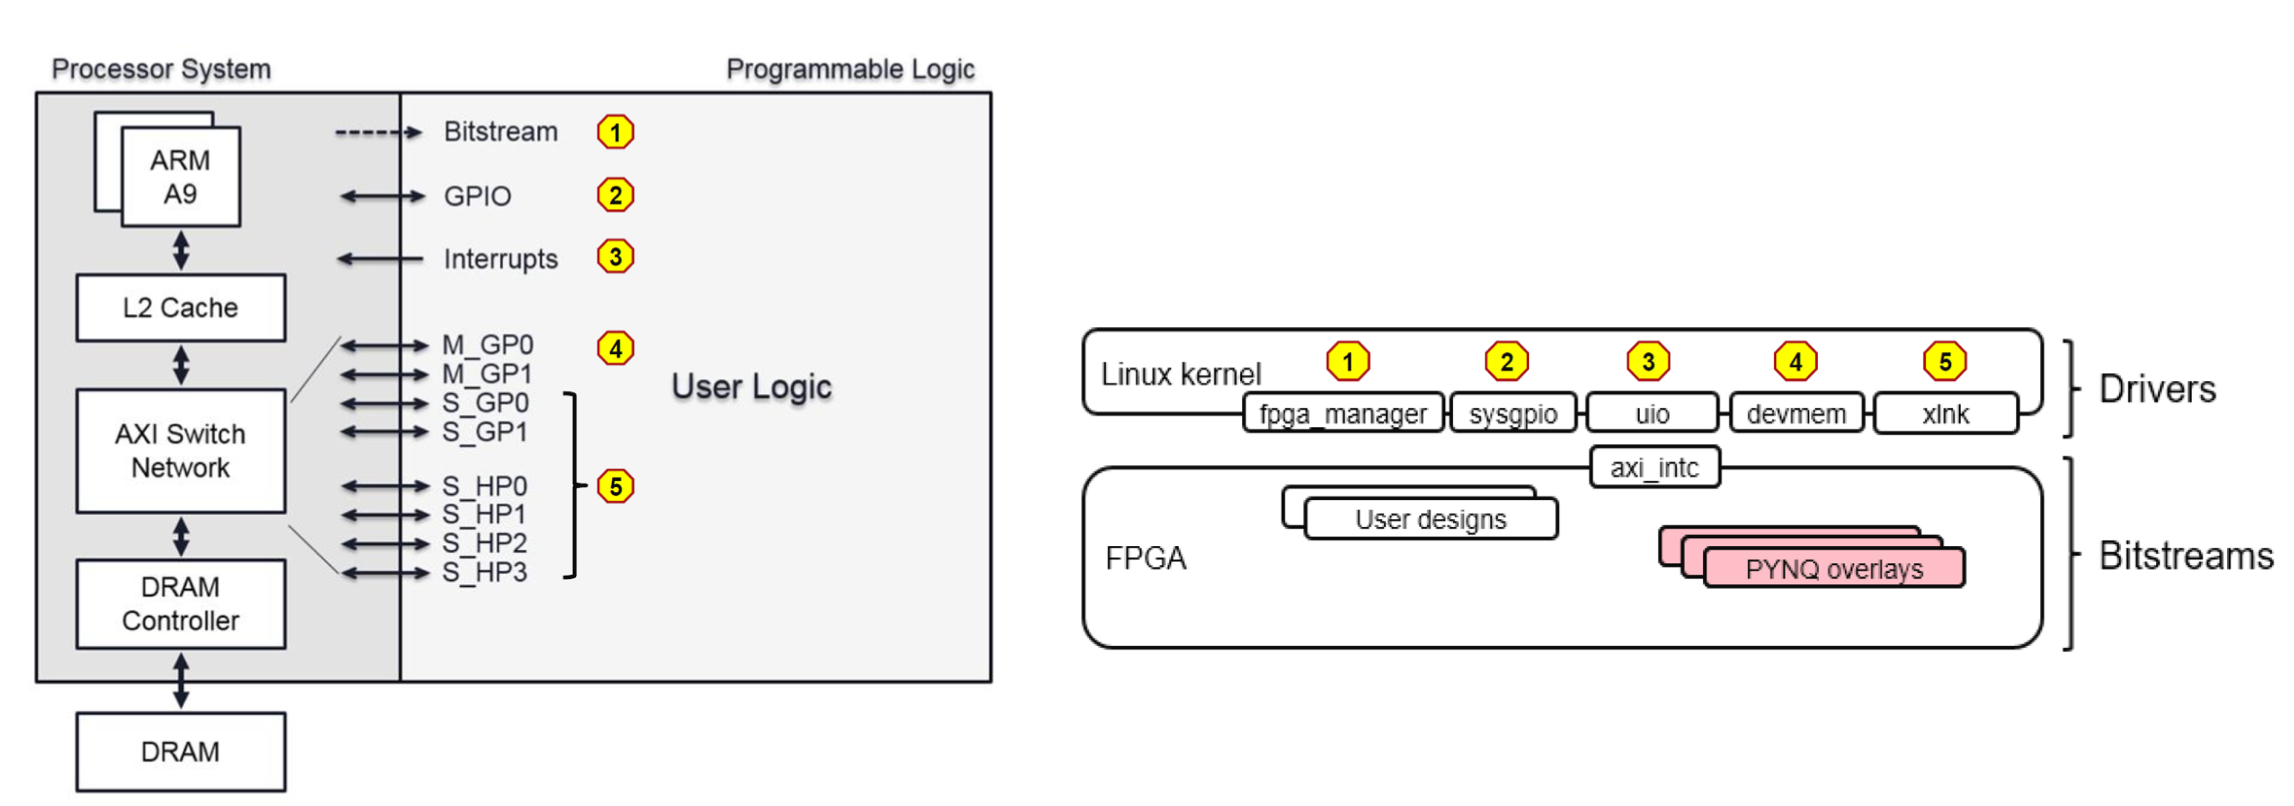 Processor System
Programmable Logic
ARM
A9
L2 Cache
AXI Switch
Network
DRAM
Controller
DRAM
Bitstream 1
GPIO 2
Interrupts 3
M_GP0 4
M_GP1
S_GP0
S_GP1
S_HP0 5
S_HP1
S_HP2
S_HP3
User Logic
Linux kernel
1 2 3 4 5
fpga_manager sysgpio uio devmem xlnk
Drivers
axi_intc
User designs
FPGA
PYNQ overlays
Bitstreams